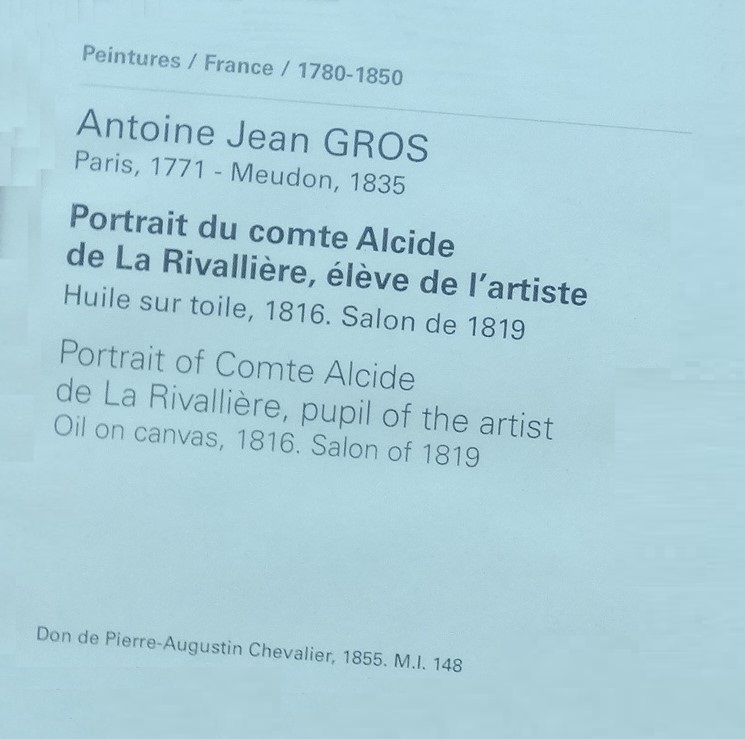 Peintures / France / 1780-1850
Antoine Jean GROS
Paris, 1771 - Meudon, 1835
Portrait du comte Alcide
de La Rivallière, élève de l'artiste
Huile sur toile, 1816. Salon de 1819
Portrait of Comte Alcide
de La Rivallière, pupil of the artist
Oil on canvas, 1816. Salon of 1819
Don de Pierre-Augustin Chevalier, 1855. M.I. 148